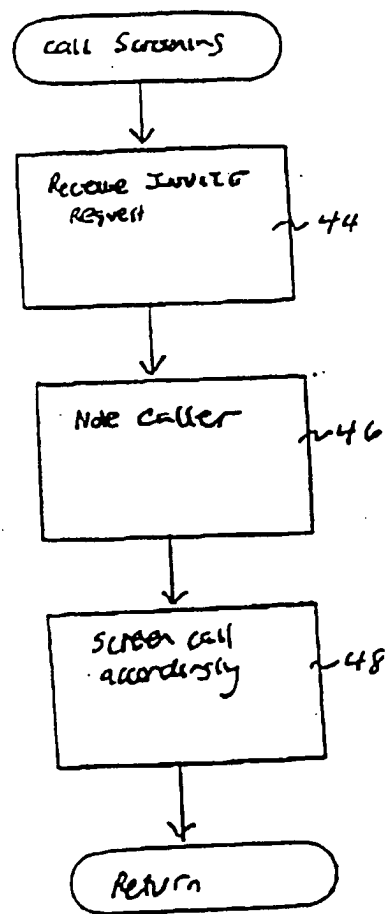 Call Screening
Receive INVITE
Request
44
Note Caller
46
Screen call
accordingly
48
Return